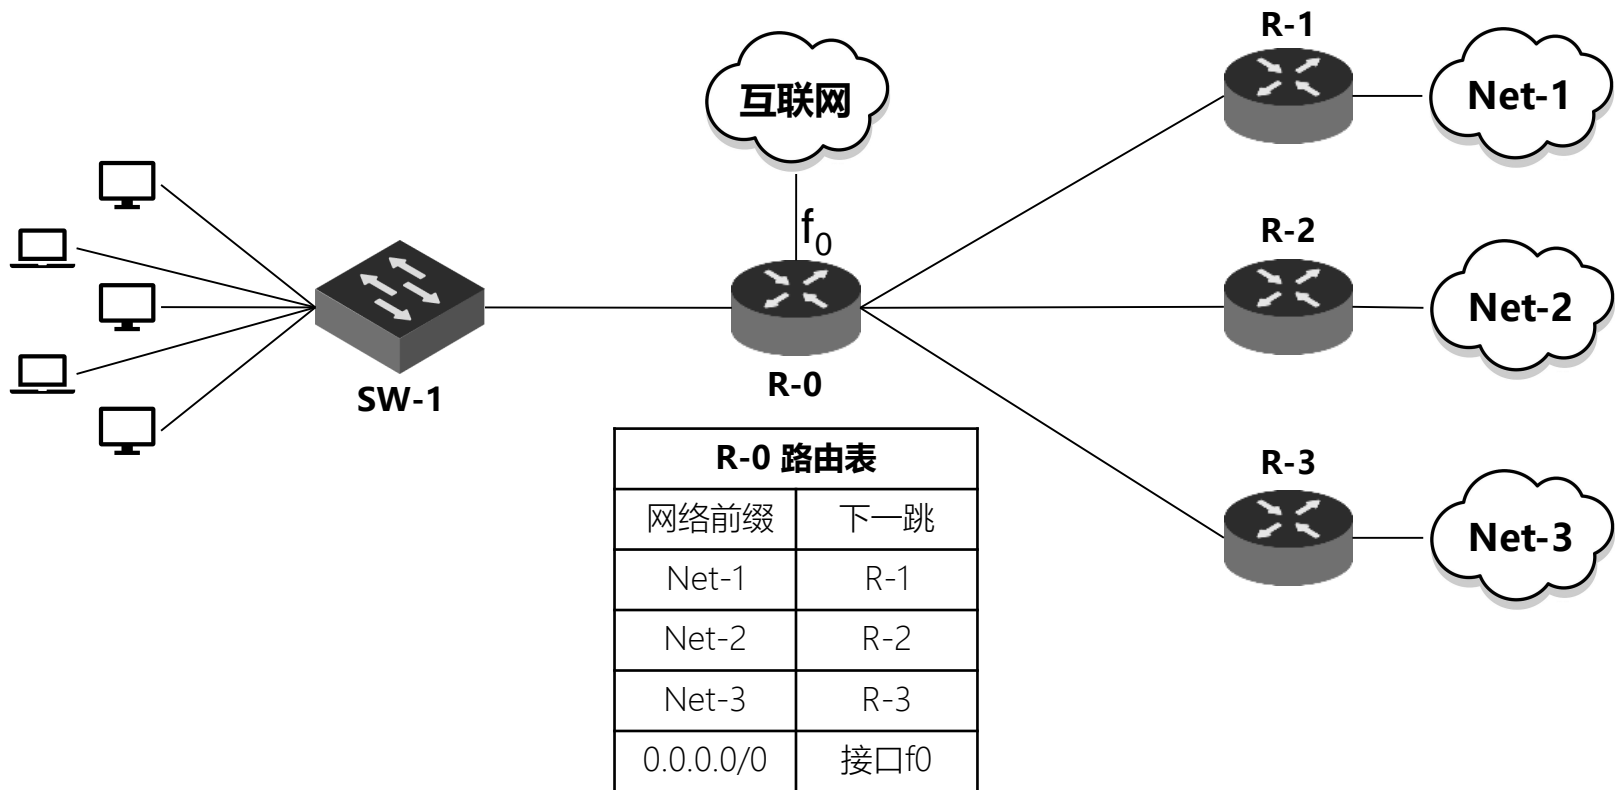 R-1
互联网
Net-1
f0
R-2
Net-2
SW-1
R-0
R-3
Net-3
R-0 路由表
网络前缀 下一跳
Net-1 R-1
Net-2 R-2
Net-3 R-3
0.0.0.0/0 接口f0